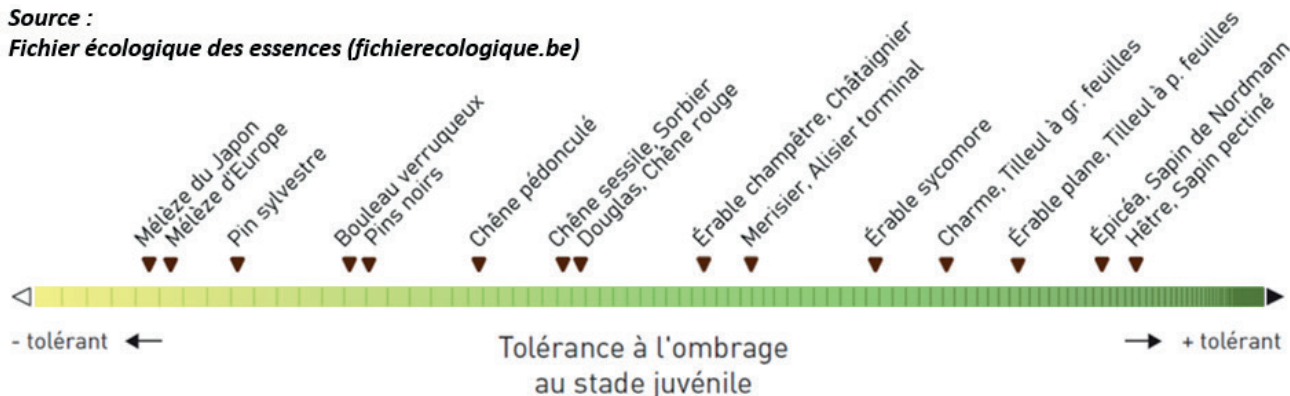 Source :
Fichier écologique des essences (fichierecologique.be)
Mélèze du Japon
Mélèze d'Europe
Pin sylvestre
Bouleau verruqueux
Pins noirs
Chêne pédonculé
Chêne sessile, Sorbier
Douglas, Chêne rouge
Érable champêtre, Châtaignier
Merisier, Alisier torminal
Érable sycomore
Charme, Tilleul à gr. feuilles
Érable plane, Tilleul à p. feuilles
Épicéa, Sapin de Nordmann
Hêtre, Sapin pectiné
- tolérant
+ tolérant
Tolérance à l'ombrage
au stade juvénile